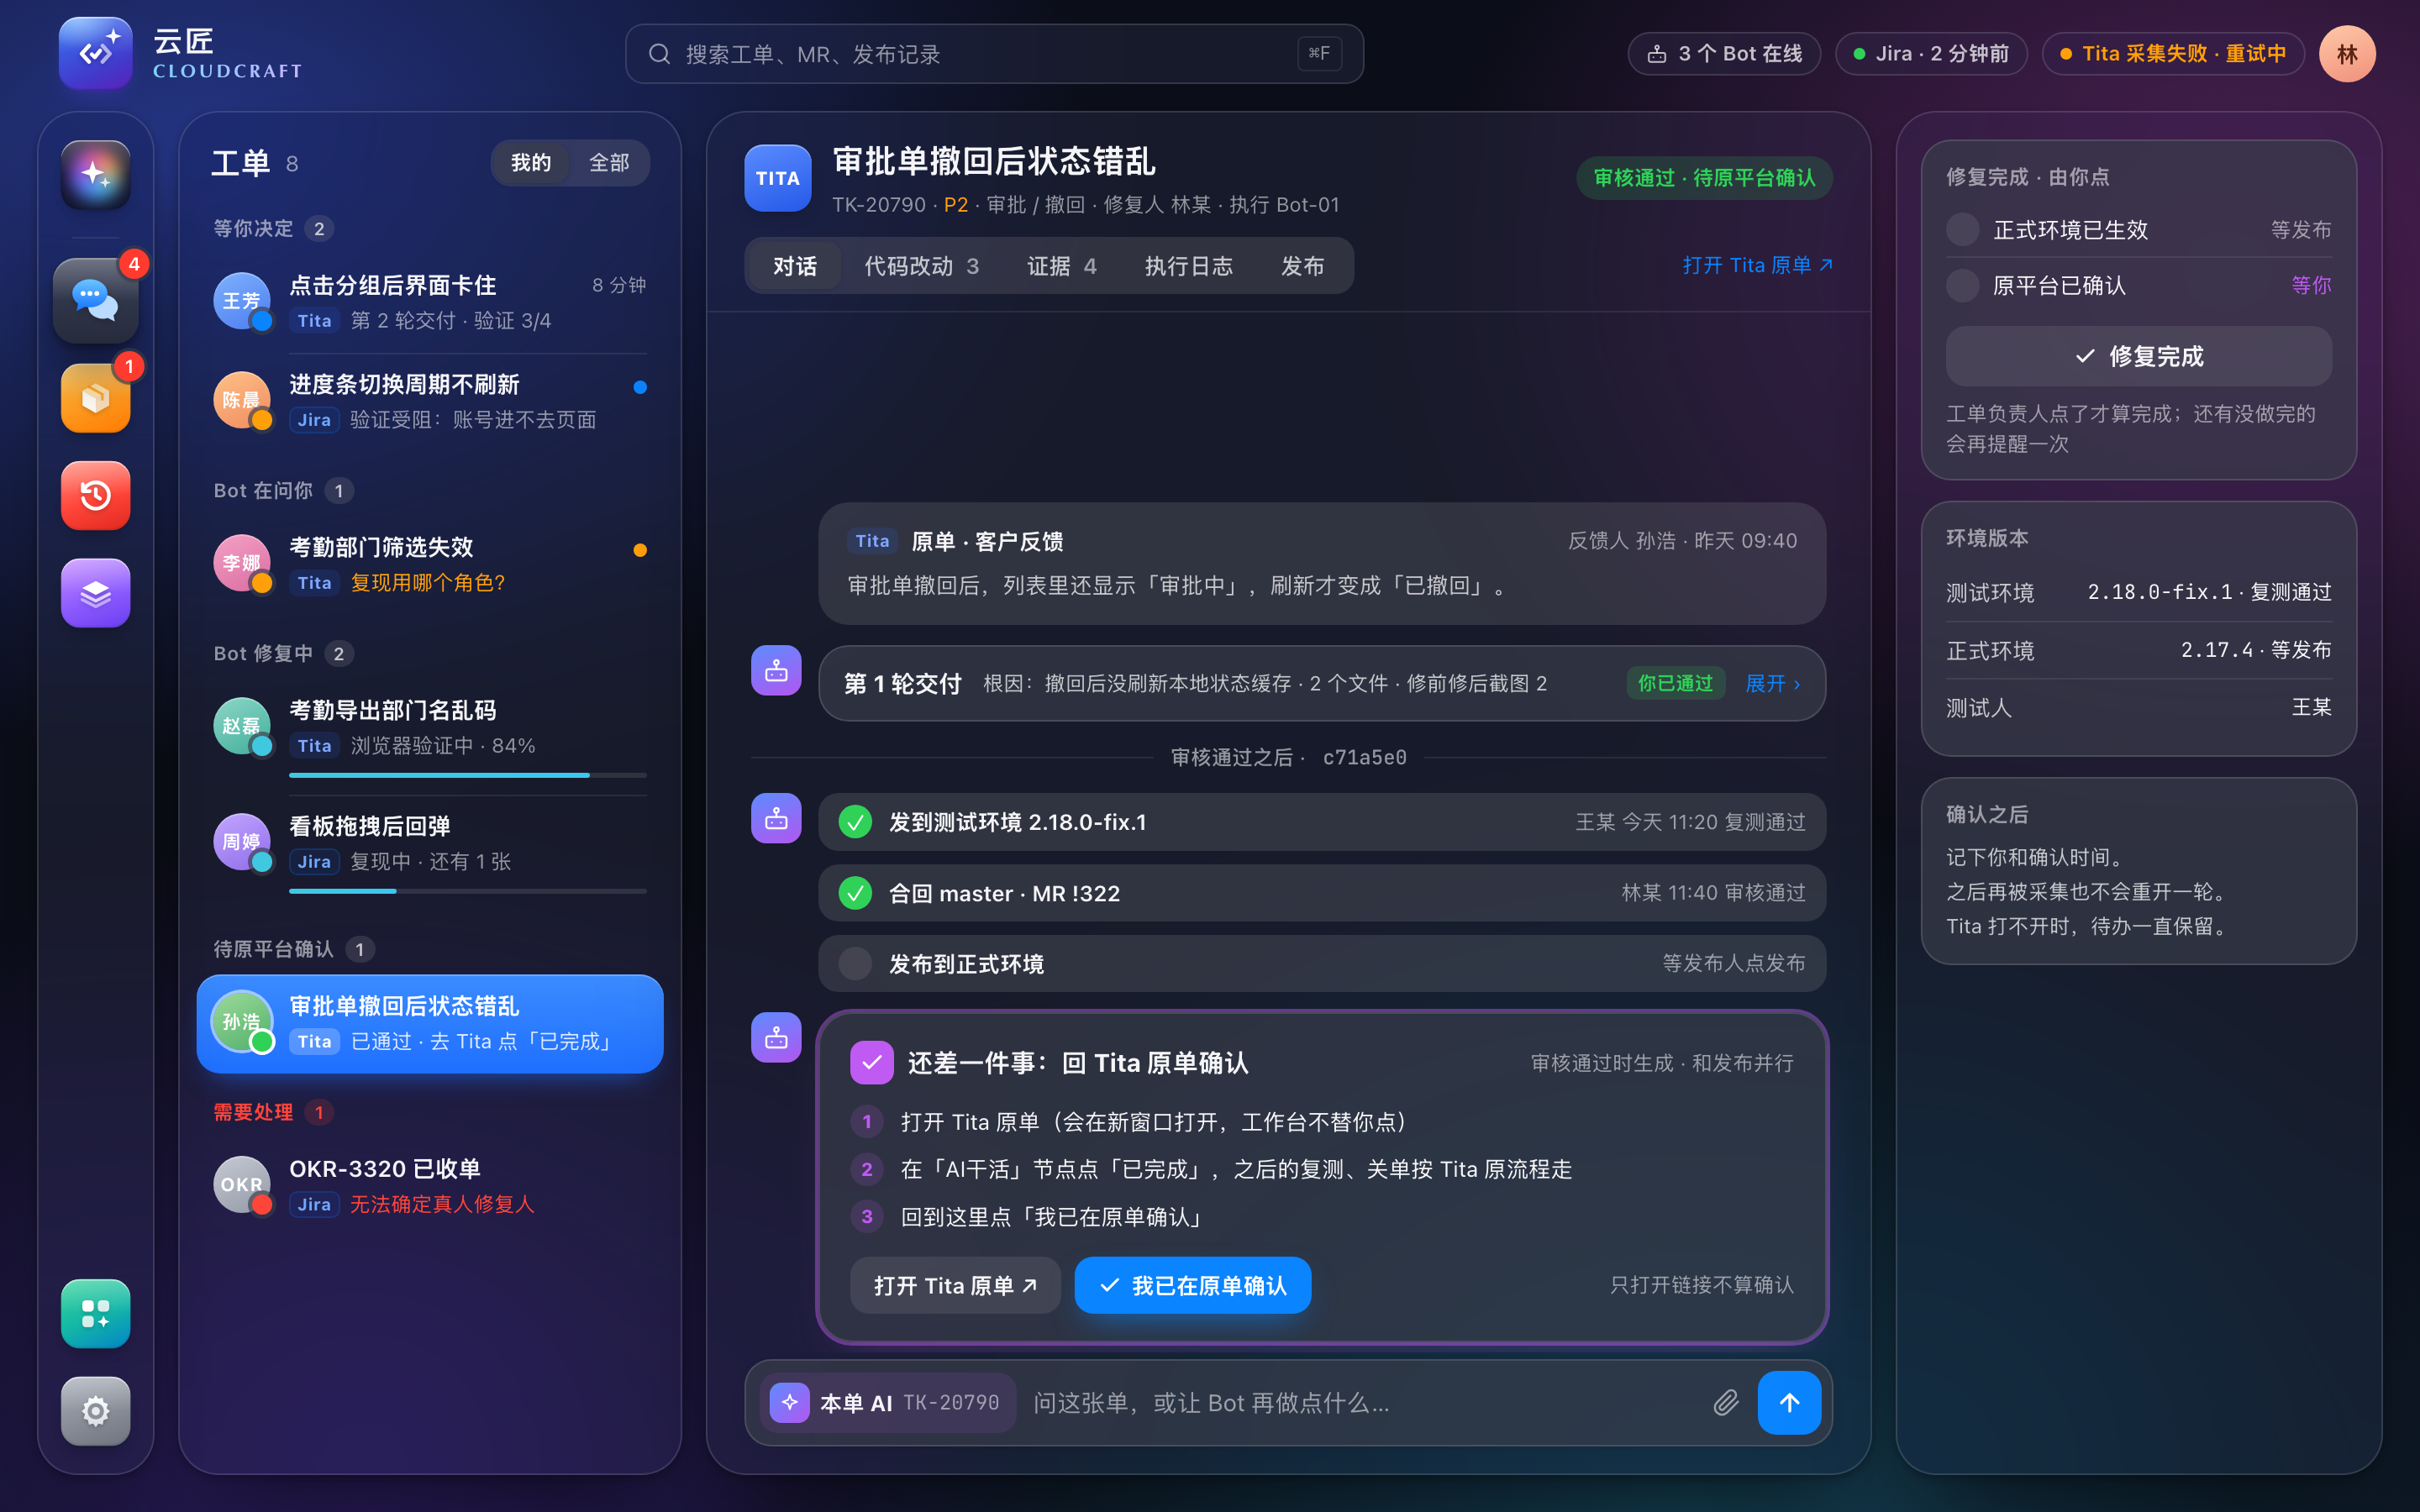 云匠
CLOUDCRAFT
搜索工单、MR、发布记录
⌘F
3 个 Bot 在线
Jira · 2 分钟前
Tita 采集失败 · 重试中
林
4
1
工单 8
我的 全部
等你决定 2
王芳
点击分组后界面卡住
8 分钟
Tita 第 2 轮交付 · 验证 3/4
陈晨
进度条切换周期不刷新
Jira 验证受阻：账号进不去页面
Bot 在问你 1
李娜
考勤部门筛选失效
Tita 复现用哪个角色？
Bot 修复中 2
赵磊
考勤导出部门名乱码
Tita 浏览器验证中 · 84%
周婷
看板拖拽后回弹
Jira 复现中 · 还有 1 张
待原平台确认 1
孙浩
审批单撤回后状态错乱
Tita 已通过 · 去 Tita 点「已完成」
需要处理 1
OKR
OKR-3320 已收单
Jira 无法确定真人修复人
TITA
审批单撤回后状态错乱
TK-20790 · P2 · 审批 / 撤回 · 修复人 林某 · 执行 Bot-01
审核通过 · 待原平台确认
对话 代码改动 3 证据 4 执行日志 发布
打开 Tita 原单 ↗
Tita 原单 · 客户反馈
反馈人 孙浩 · 昨天 09:40
审批单撤回后，列表里还显示「审批中」，刷新才变成「已撤回」。
第 1 轮交付 根因：撤回后没刷新本地状态缓存 · 2 个文件 · 修前修后截图 2
你已通过
展开 ›
审核通过之后 · c71a5e0
发到测试环境 2.18.0-fix.1
王某 今天 11:20 复测通过
合回 master · MR !322
林某 11:40 审核通过
发布到正式环境
等发布人点发布
还差一件事：回 Tita 原单确认
审核通过时生成 · 和发布并行
1 打开 Tita 原单（会在新窗口打开，工作台不替你点）
2 在「AI干活」节点点「已完成」，之后的复测、关单按 Tita 原流程走
3 回到这里点「我已在原单确认」
打开 Tita 原单 ↗
我已在原单确认
只打开链接不算确认
本单 AI TK-20790
问这张单，或让 Bot 再做点什么…
修复完成 · 由你点
正式环境已生效 等发布
原平台已确认 等你
修复完成
工单负责人点了才算完成；还有没做完的
会再提醒一次
环境版本
测试环境 2.18.0-fix.1 · 复测通过
正式环境 2.17.4 · 等发布
测试人 王某
确认之后
记下你和确认时间。
之后再被采集也不会重开一轮。
Tita 打不开时，待办一直保留。